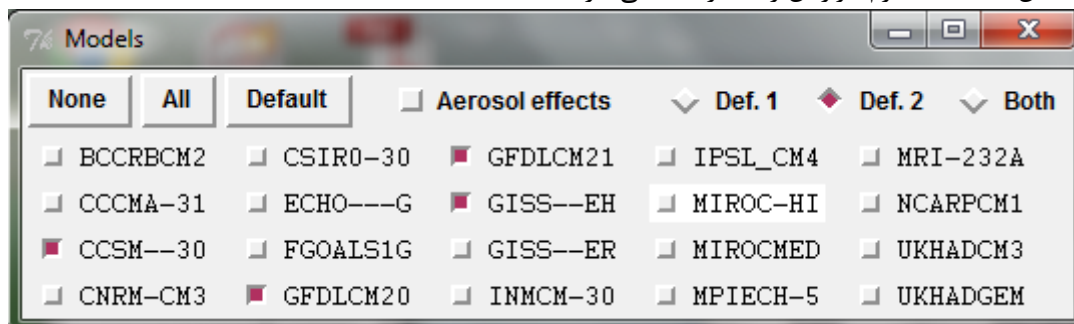 Models
None All Default Aerosol effects Def. 1 Def. 2 Both
BCCRBCM2 CSIRO-30 GFDLCM21 IPSL_CM4 MRI-232A
CCCMA-31 ECHO---G GISS--EH MIROC-HI NCARPCM1
CCSM--30 FGOALS1G GISS--ER MIROCMED UKHADCM3
CNRM-CM3 GFDLCM20 INMCM-30 MPIECH-5 UKHADGEM